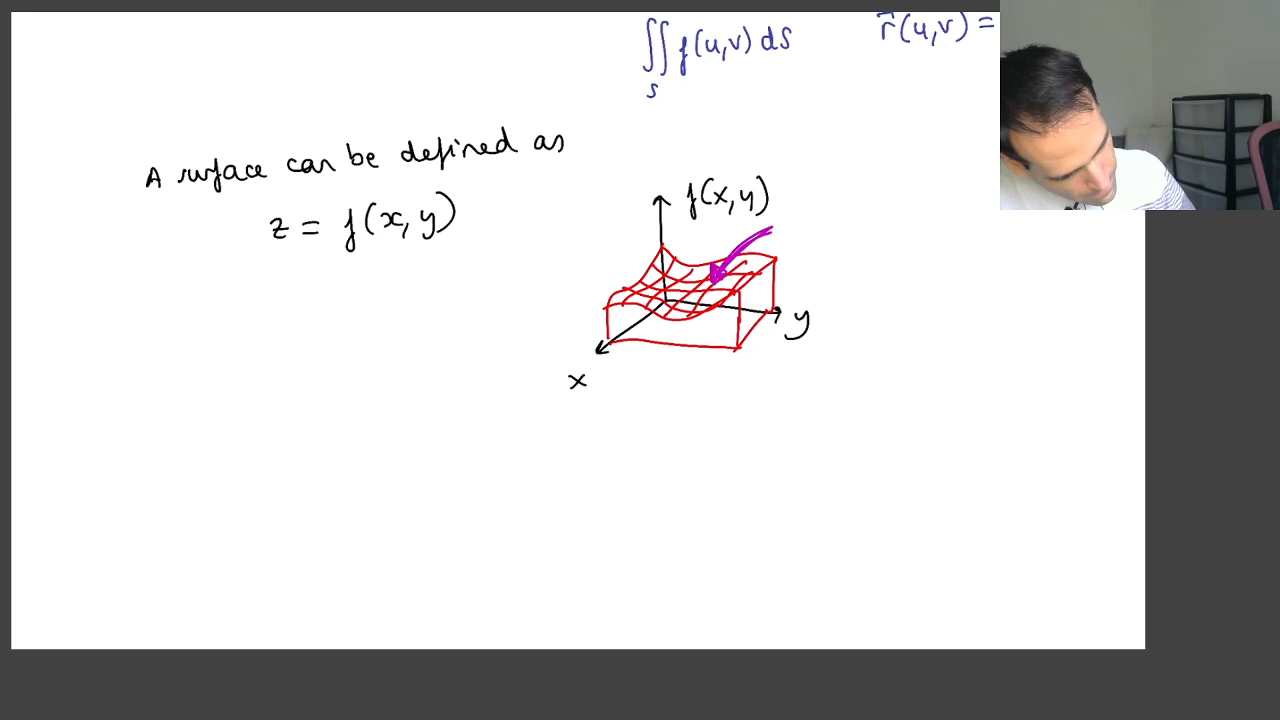 ∬ f(u,v) dS
S
r̄(u,v) =
A surface can be defined as
z = f(x, y)
f(x,y)
y
x